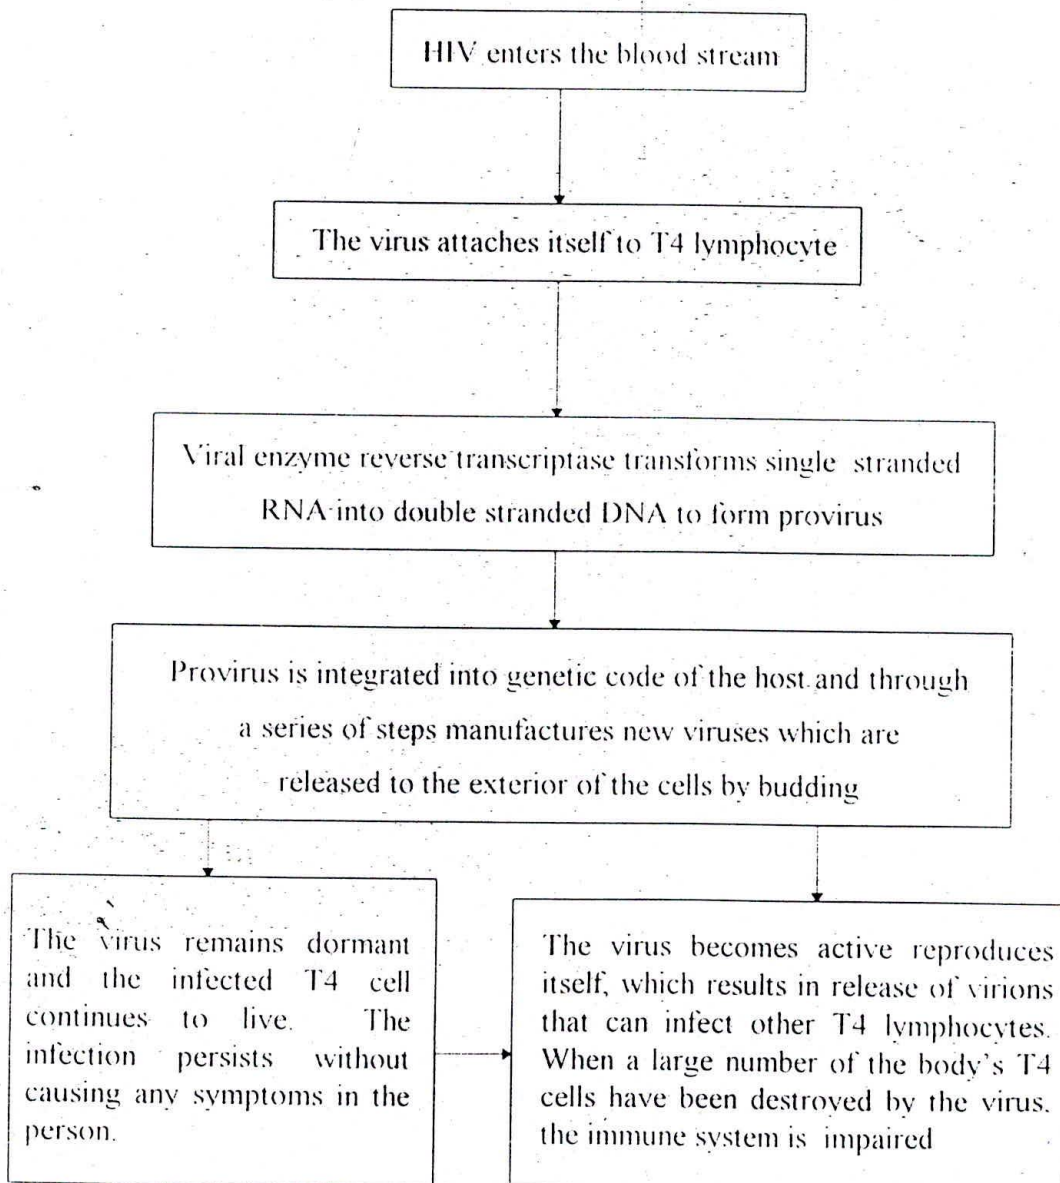 HIV enters the blood stream
The virus attaches itself to T4 lymphocyte
Viral enzyme reverse transcriptase transforms single stranded
RNA into double stranded DNA to form provirus
Provirus is integrated into genetic code of the host and through
a series of steps manufactures new viruses which are
released to the exterior of the cells by budding
The virus remains dormant
and the infected T4 cell
continues to live. The
infection persists without
causing any symptoms in the
person.
The virus becomes active reproduces
itself, which results in release of virions
that can infect other T4 lymphocytes.
When a large number of the body's T4
cells have been destroyed by the virus,
the immune system is impaired